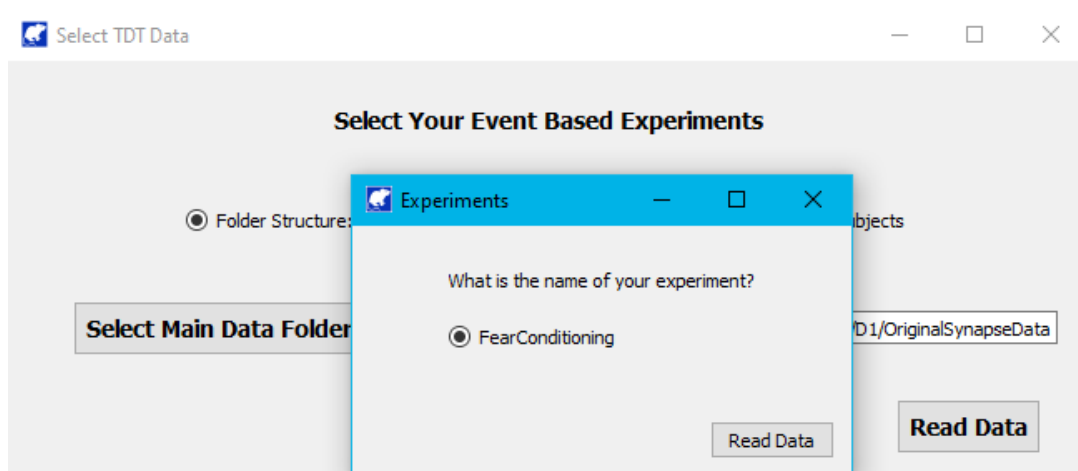 Select TDT Data
Select Your Event Based Experiments
Experiments
Folder Structure:
bjects
What is the name of your experiment?
Select Main Data Folder
FearConditioning
/D1/OriginalSynapseData
Read Data
Read Data